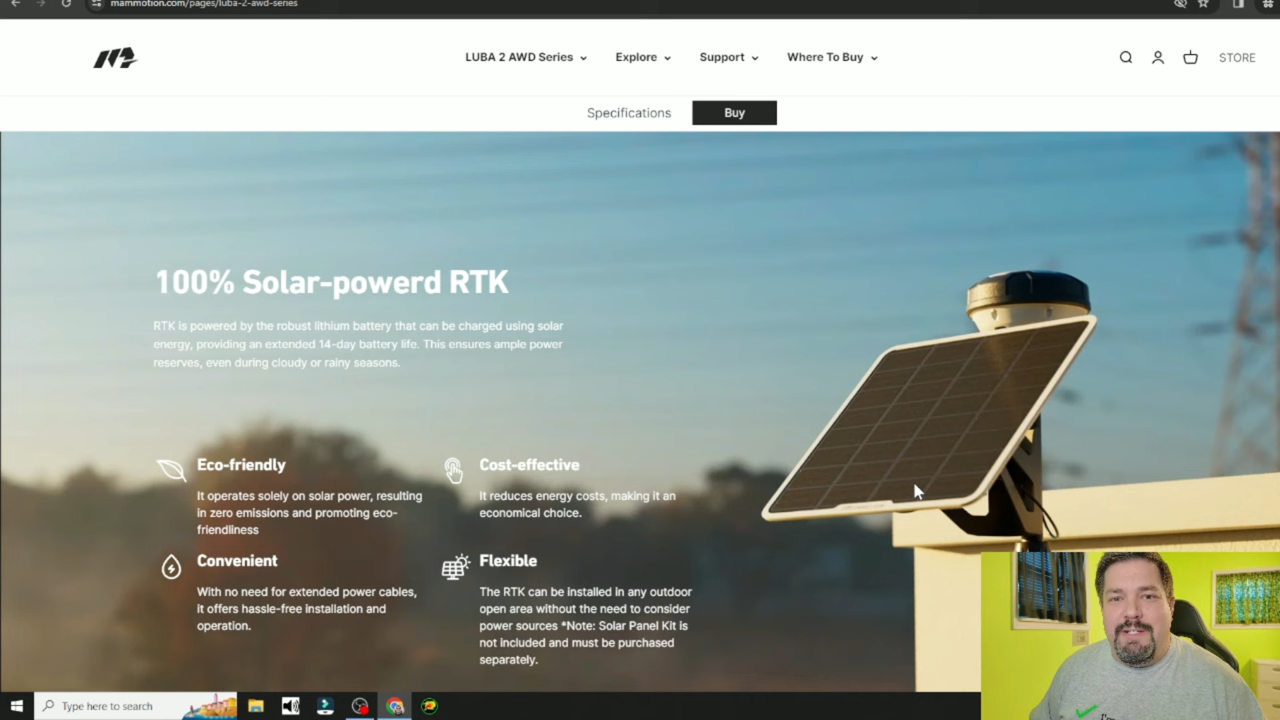 mammotion.com/pages/luba-2-awd-series
LUBA 2 AWD Series
Explore
Support
Where To Buy
STORE
Specifications
Buy
100% Solar-powerd RTK
RTK is powered by the robust lithium battery that can be charged using solar
energy, providing an extended 14-day battery life. This ensures ample power
reserves, even during cloudy or rainy seasons.
Eco-friendly
It operates solely on solar power, resulting
in zero emissions and promoting eco-
friendliness
Cost-effective
It reduces energy costs, making it an
economical choice.
Convenient
With no need for extended power cables,
it offers hassle-free installation and
operation.
Flexible
The RTK can be installed in any outdoor
open area without the need to consider
power sources *Note: Solar Panel Kit is
not included and must be purchased
separately.
Type here to search